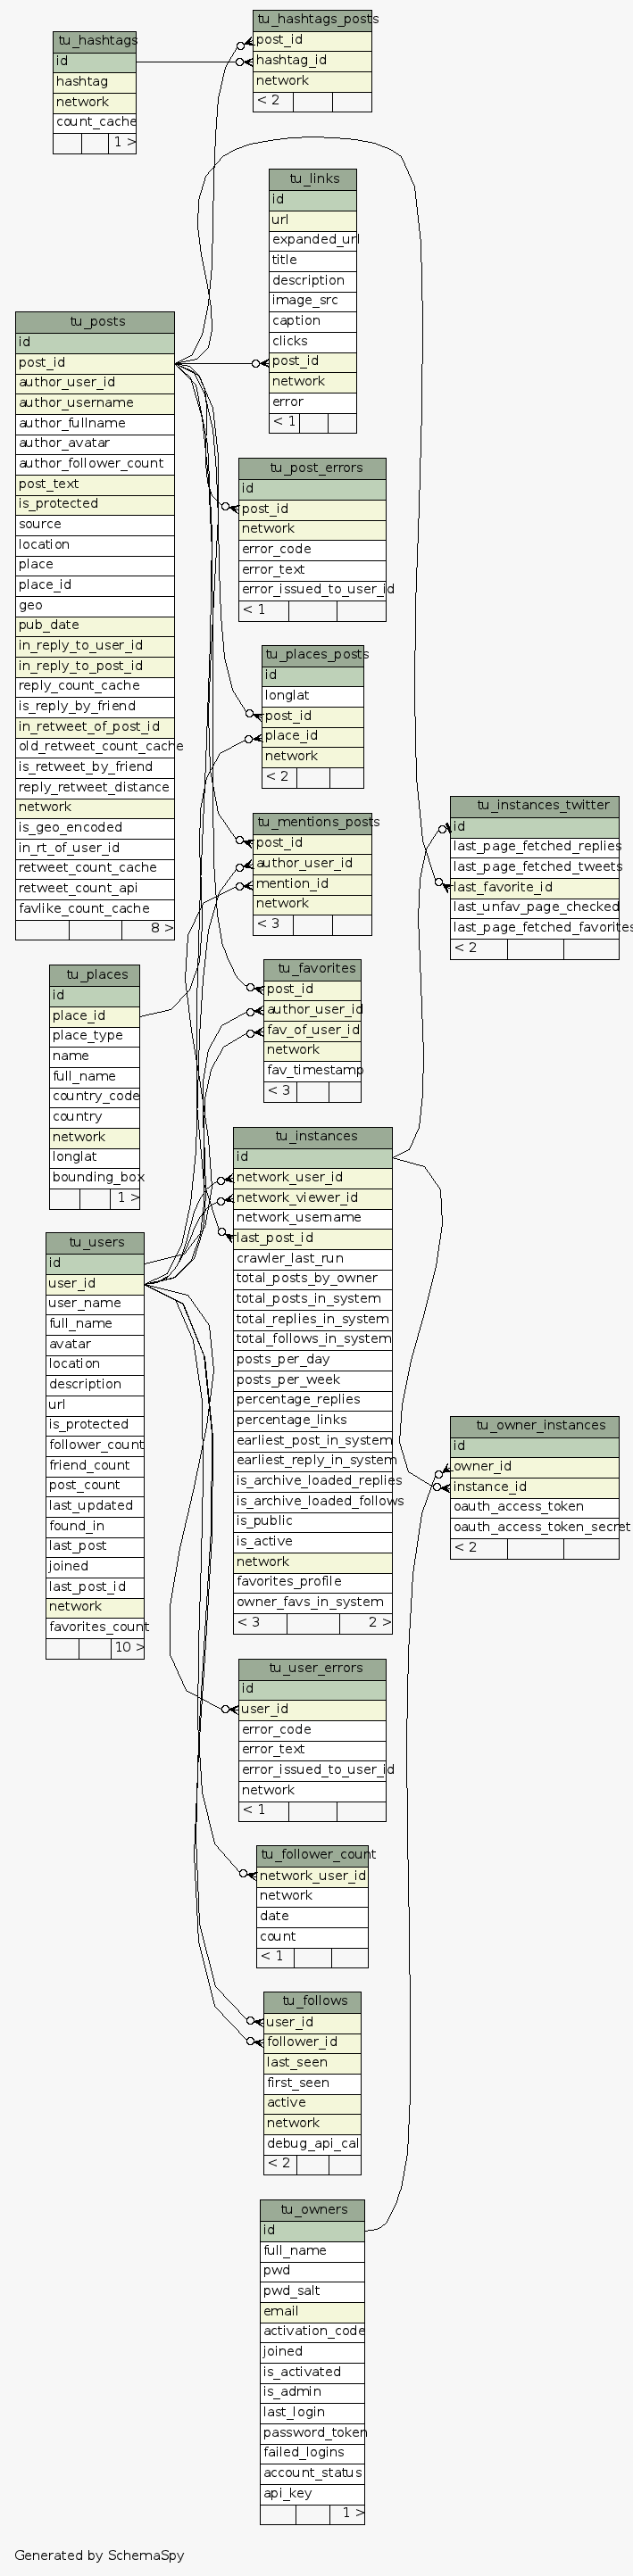 tu_hashtags
id
hashtag
network
count_cache
1 >
tu_hashtags_posts
post_id
hashtag_id
network
< 2
tu_links
id
url
expanded_url
title
description
image_src
caption
clicks
post_id
network
error
< 1
tu_posts
id
post_id
author_user_id
author_username
author_fullname
author_avatar
author_follower_count
post_text
is_protected
source
location
place
place_id
geo
pub_date
in_reply_to_user_id
in_reply_to_post_id
reply_count_cache
is_reply_by_friend
in_retweet_of_post_id
old_retweet_count_cache
is_retweet_by_friend
reply_retweet_distance
network
is_geo_encoded
in_rt_of_user_id
retweet_count_cache
retweet_count_api
favlike_count_cache
8 >
tu_post_errors
id
post_id
network
error_code
error_text
error_issued_to_user_id
< 1
tu_places_posts
id
longlat
post_id
place_id
network
< 2
tu_mentions_posts
post_id
author_user_id
mention_id
network
< 3
tu_instances_twitter
id
last_page_fetched_replies
last_page_fetched_tweets
last_favorite_id
last_unfav_page_checked
last_page_fetched_favorites
< 2
tu_places
id
place_id
place_type
name
full_name
country_code
country
network
longlat
bounding_box
1 >
tu_favorites
post_id
author_user_id
fav_of_user_id
network
fav_timestamp
< 3
tu_instances
id
network_user_id
network_viewer_id
network_username
last_post_id
crawler_last_run
total_posts_by_owner
total_posts_in_system
total_replies_in_system
total_follows_in_system
posts_per_day
posts_per_week
percentage_replies
percentage_links
earliest_post_in_system
earliest_reply_in_system
is_archive_loaded_replies
is_archive_loaded_follows
is_public
is_active
network
favorites_profile
owner_favs_in_system
< 3
2 >
tu_users
id
user_id
user_name
full_name
avatar
location
description
url
is_protected
follower_count
friend_count
post_count
last_updated
found_in
last_post
joined
last_post_id
network
favorites_count
10 >
tu_owner_instances
id
owner_id
instance_id
oauth_access_token
oauth_access_token_secret
< 2
tu_user_errors
id
user_id
error_code
error_text
error_issued_to_user_id
network
< 1
tu_follower_count
network_user_id
network
date
count
< 1
tu_follows
user_id
follower_id
last_seen
first_seen
active
network
debug_api_call
< 2
tu_owners
id
full_name
pwd
pwd_salt
email
activation_code
joined
is_activated
is_admin
last_login
password_token
failed_logins
account_status
api_key
1 >
Generated by SchemaSpy